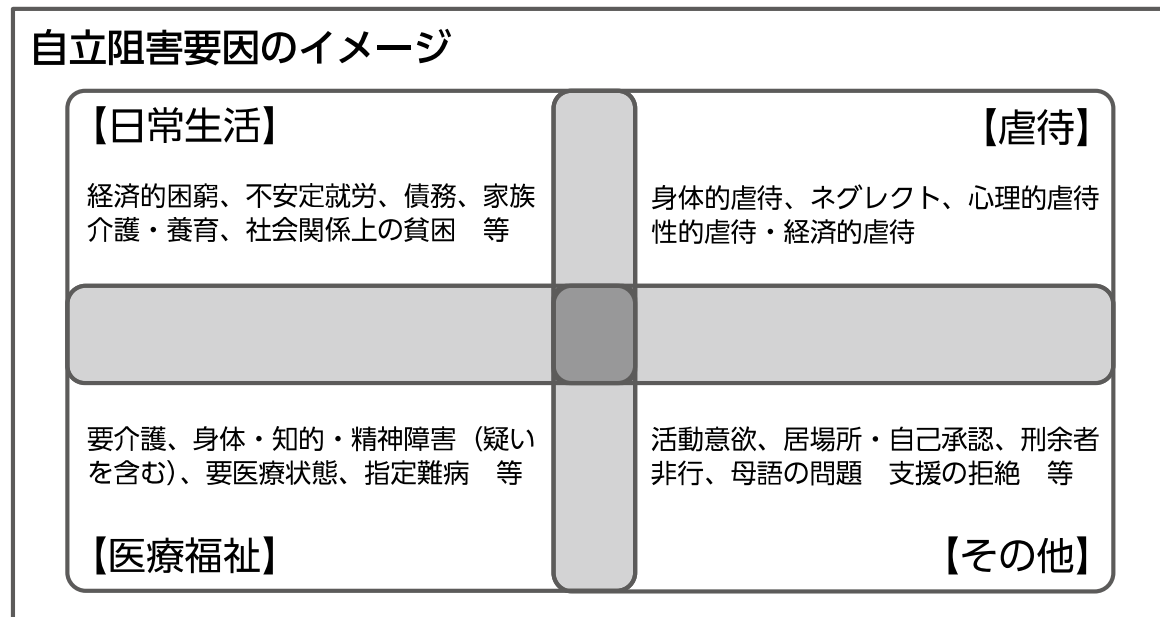 自立阻害要因のイメージ
【日常生活】
経済的困窮、不安定就労、債務、家族
介護・養育、社会関係上の貧困　等
【虐待】
身体的虐待、ネグレクト、心理的虐待
性的虐待・経済的虐待
要介護、身体・知的・精神障害（疑い
を含む）、要医療状態、指定難病　等
【医療福祉】
活動意欲、居場所・自己承認、刑余者
非行、母語の問題　支援の拒絶　等
【その他】